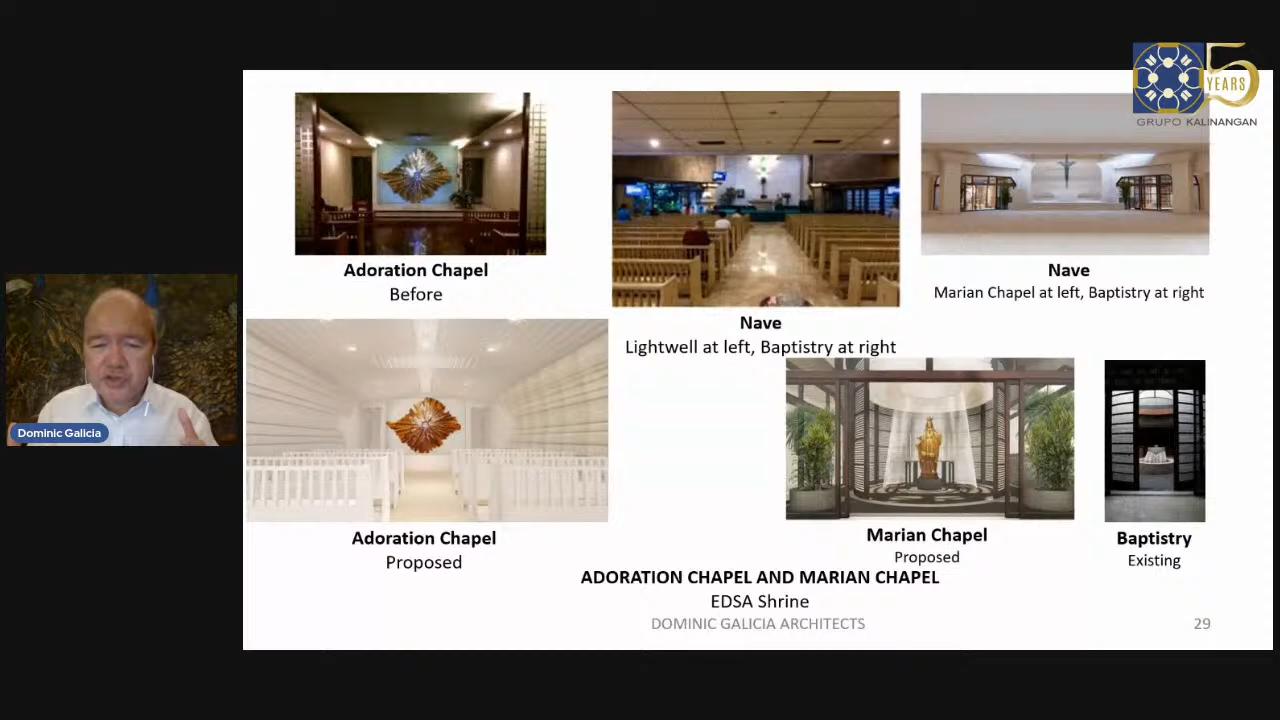 5
YEARS
GRUPO KALINANGAN
Adoration Chapel
Before
Nave
Lightwell at left, Baptistry at right
Nave
Marian Chapel at left, Baptistry at right
Dominic Galicia
Adoration Chapel
Proposed
Marian Chapel
Proposed
Baptistry
Existing
ADORATION CHAPEL AND MARIAN CHAPEL
EDSA Shrine
DOMINIC GALICIA ARCHITECTS
29